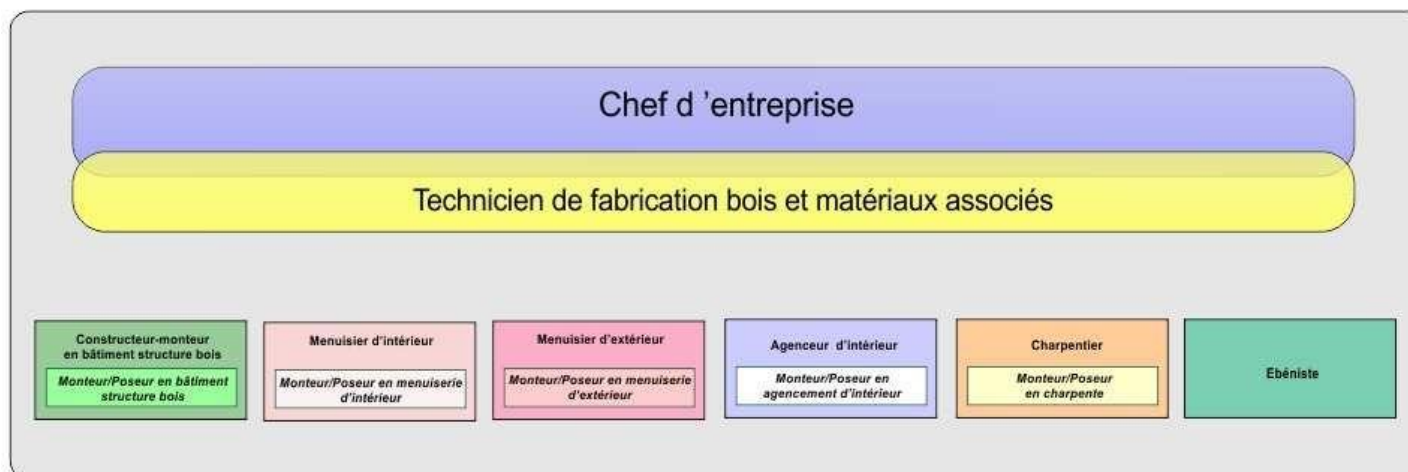 Chef d ’entreprise
Technicien de fabrication bois et matériaux associés
Constructeur-monteur
en bâtiment structure bois
Monteur/Poseur en bâtiment
structure bois
Menuisier d’intérieur
Monteur/Poseur en menuiserie
d’intérieur
Menuisier d’extérieur
Monteur/Poseur en menuiserie
d’extérieur
Agenceur d’intérieur
Monteur/Poseur en
agencement d’intérieur
Charpentier
Monteur/Poseur
en charpente
Ebéniste